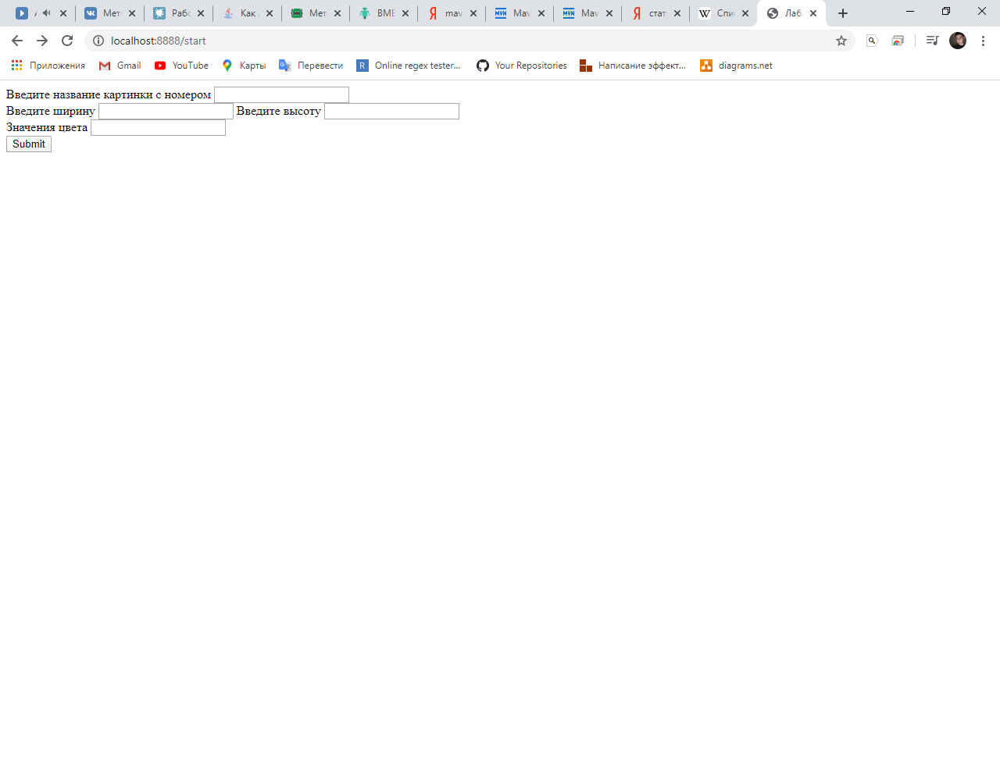 Мет Рабо Как BME mav Mav Mav стат Спи Лаб
localhost:8888/start
Приложения Gmail YouTube Карты Перевести Online regex tester... Your Repositories Написание эффект... diagrams.net
Введите название картинки с номером
Введите ширину Введите высоту
Значения цвета
Submit